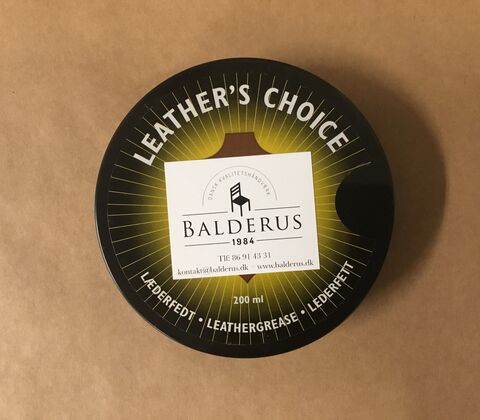 LEATHER'S CHOICE
DANSK KVALITETSHÅNDVÆRK
BALDERUS
1984
Tlf: 86 91 43 31
kontakt@balderus.dk www.balderus.dk
200 ml
LÆDERFEDT • LEATHERGREASE • LEDERFETT